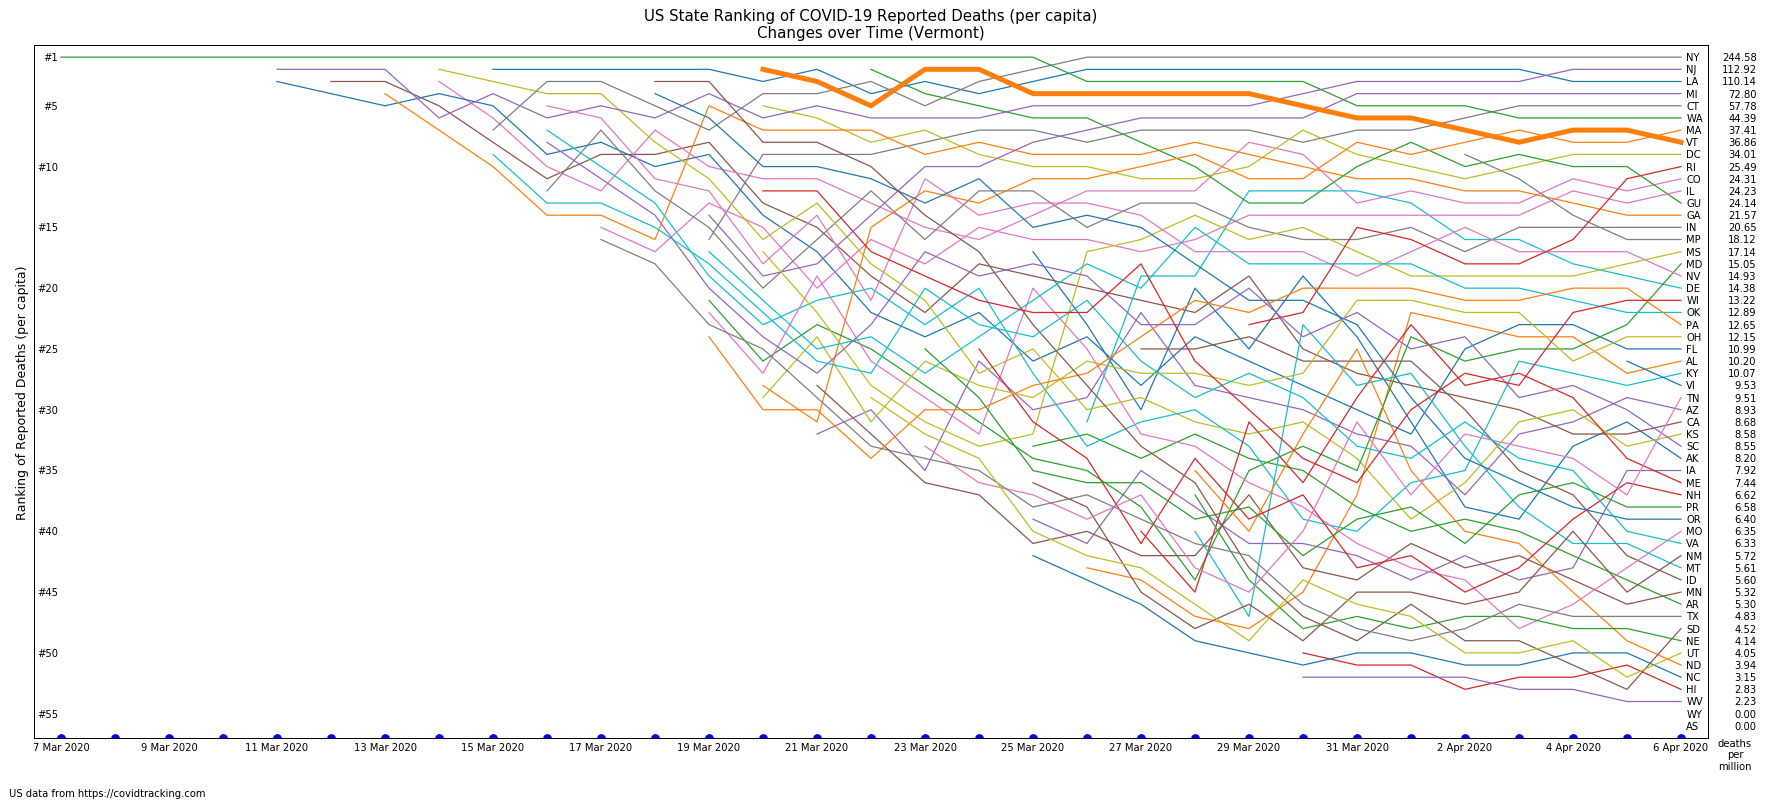 US State Ranking of COVID-19 Reported Deaths (per capita)
Changes over Time (Vermont)
Ranking of Reported Deaths (per capita)
#1
#5
#10
#15
#20
#25
#30
#35
#40
#45
#50
#55
NY 244.58
NJ 112.92
LA 110.14
MI 72.80
CT 57.78
WA 44.39
MA 37.41
VT 36.86
DC 34.01
RI 25.49
CO 24.31
IL 24.23
GU 24.14
GA 21.57
IN 20.65
MP 18.12
MS 17.14
MD 15.05
NV 14.93
DE 14.38
WI 13.22
OK 12.89
PA 12.65
OH 12.15
FL 10.99
AL 10.20
KY 10.07
VI 9.53
TN 9.51
AZ 8.93
CA 8.68
KS 8.58
SC 8.55
AK 8.20
IA 7.92
ME 7.44
NH 6.62
PR 6.58
OR 6.40
MO 6.35
VA 6.33
NM 5.72
MT 5.61
ID 5.60
MN 5.32
AR 5.30
TX 4.83
SD 4.52
NE 4.14
UT 4.05
ND 3.94
NC 3.15
HI 2.83
WV 2.23
WY 0.00
AS 0.00
7 Mar 2020 9 Mar 2020 11 Mar 2020 13 Mar 2020 15 Mar 2020 17 Mar 2020 19 Mar 2020 21 Mar 2020 23 Mar 2020 25 Mar 2020 27 Mar 2020 29 Mar 2020 31 Mar 2020 2 Apr 2020 4 Apr 2020 6 Apr 2020
deaths
per
million
US data from https://covidtracking.com